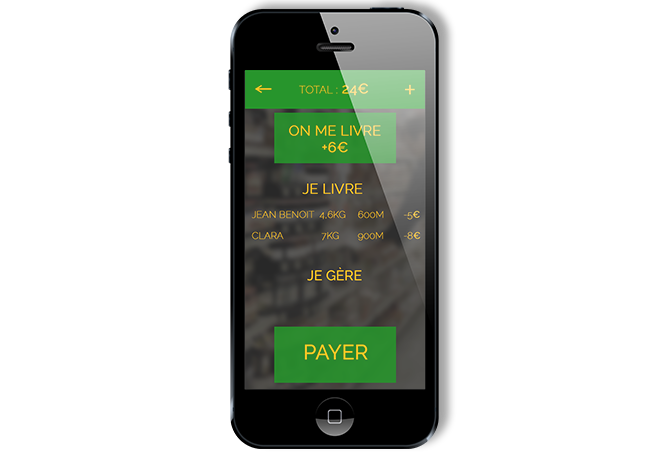 ← TOTAL : 24€ +
ON ME LIVRE
+6€
JE LIVRE
JEAN BENOIT 4,6KG 600M -5€
CLARA 7KG 900M -8€
JE GÈRE
PAYER